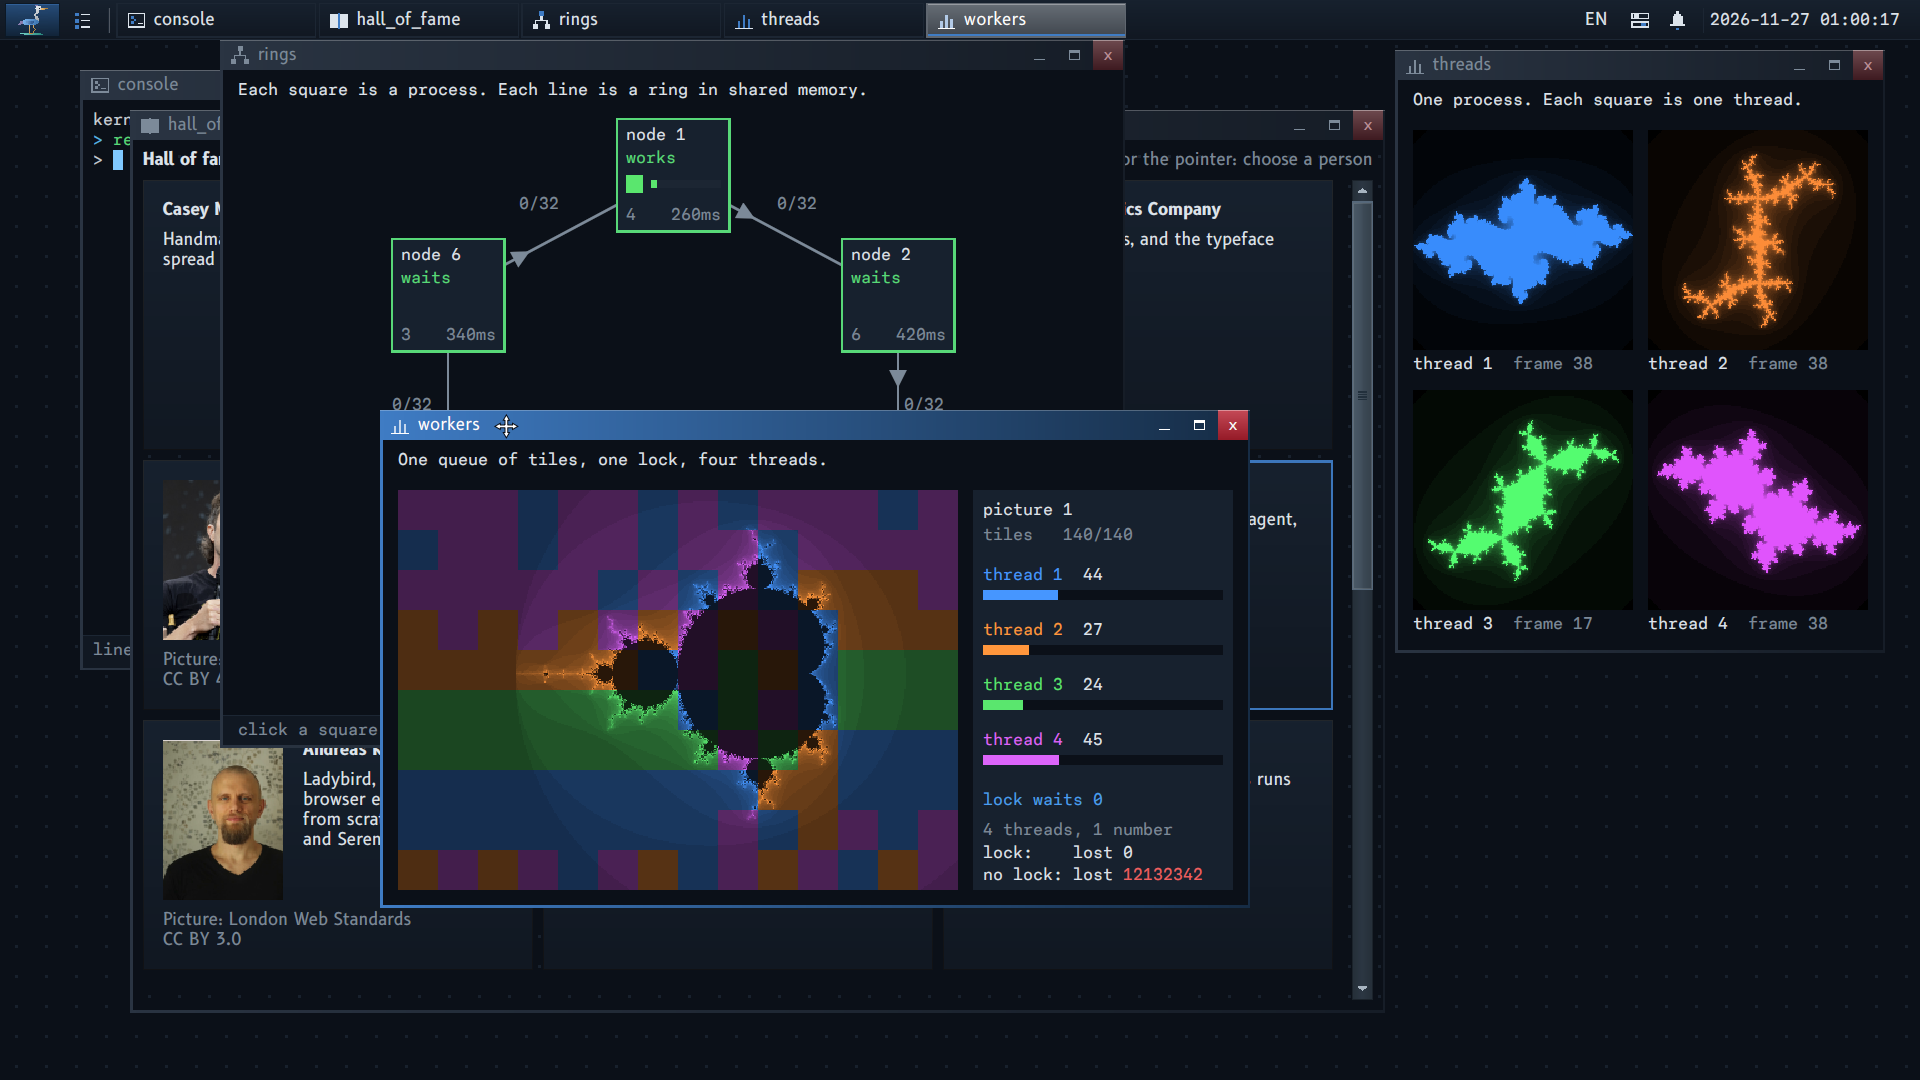 console
hall_of_fame
rings
threads
workers
EN
2026-11-27 01:00:17
rings
x
Each square is a process. Each line is a ring in shared memory.
node 1
works
4 260ms
0/32
0/32
node 6
waits
3 340ms
node 2
waits
6 420ms
0/32
0/32
click a square
console
kern
> re
>
line
hall_of
x
Hall of fa
or the pointer: choose a person
Casey M
Handma
spread
ics Company
s, and the typeface
Picture:
CC BY 4
agent,
Andreas K
Ladybird,
browser e
from scra
and Seren
Picture: London Web Standards
CC BY 3.0
runs
workers
x
One queue of tiles, one lock, four threads.
picture 1
tiles 140/140
thread 1 44
thread 2 27
thread 3 24
thread 4 45
lock waits 0
4 threads, 1 number
lock: lost 0
no lock: lost 12132342
threads
x
One process. Each square is one thread.
thread 1 frame 38
thread 2 frame 38
thread 3 frame 17
thread 4 frame 38